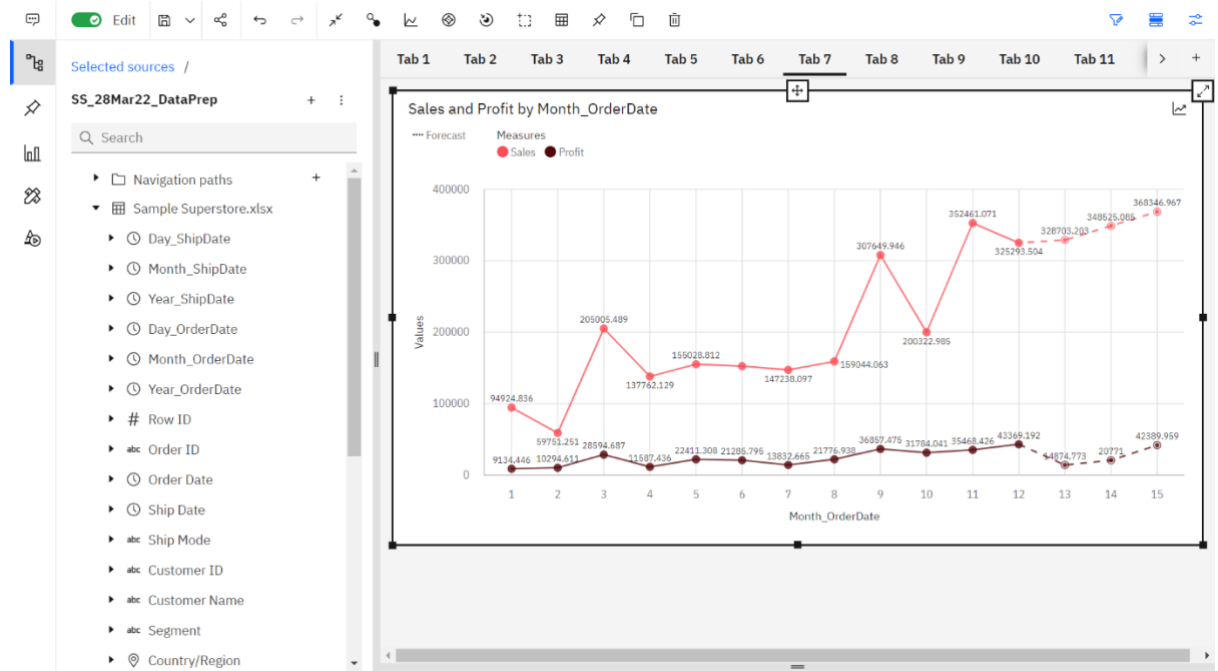 Edit
Tab 1 Tab 2 Tab 3 Tab 4 Tab 5 Tab 6 Tab 7 Tab 8 Tab 9 Tab 10 Tab 11
Selected sources /
SS_28Mar22_DataPrep
Search
Navigation paths
Sample Superstore.xlsx
Day_ShipDate
Month_ShipDate
Year_ShipDate
Day_OrderDate
Month_OrderDate
Year_OrderDate
# Row ID
abc Order ID
Order Date
Ship Date
abc Ship Mode
abc Customer ID
abc Customer Name
abc Segment
Country/Region
Sales and Profit by Month_OrderDate
Forecast
Measures
Sales Profit
Values
400000
300000
200000
100000
0
94924.836
59751.251
205005.489
137762.129
155028.812
147238.097
159044.063
307649.946
200322.985
352461.071
325293.504
328703.203
348525.085
368346.967
9134.446
10294.611
28594.687
11587.436
22411.308
21285.795
13832.665
21776.938
36857.475
31784.041
35468.426
43369.192
14874.773
20771
42389.959
1 2 3 4 5 6 7 8 9 10 11 12 13 14 15
Month_OrderDate